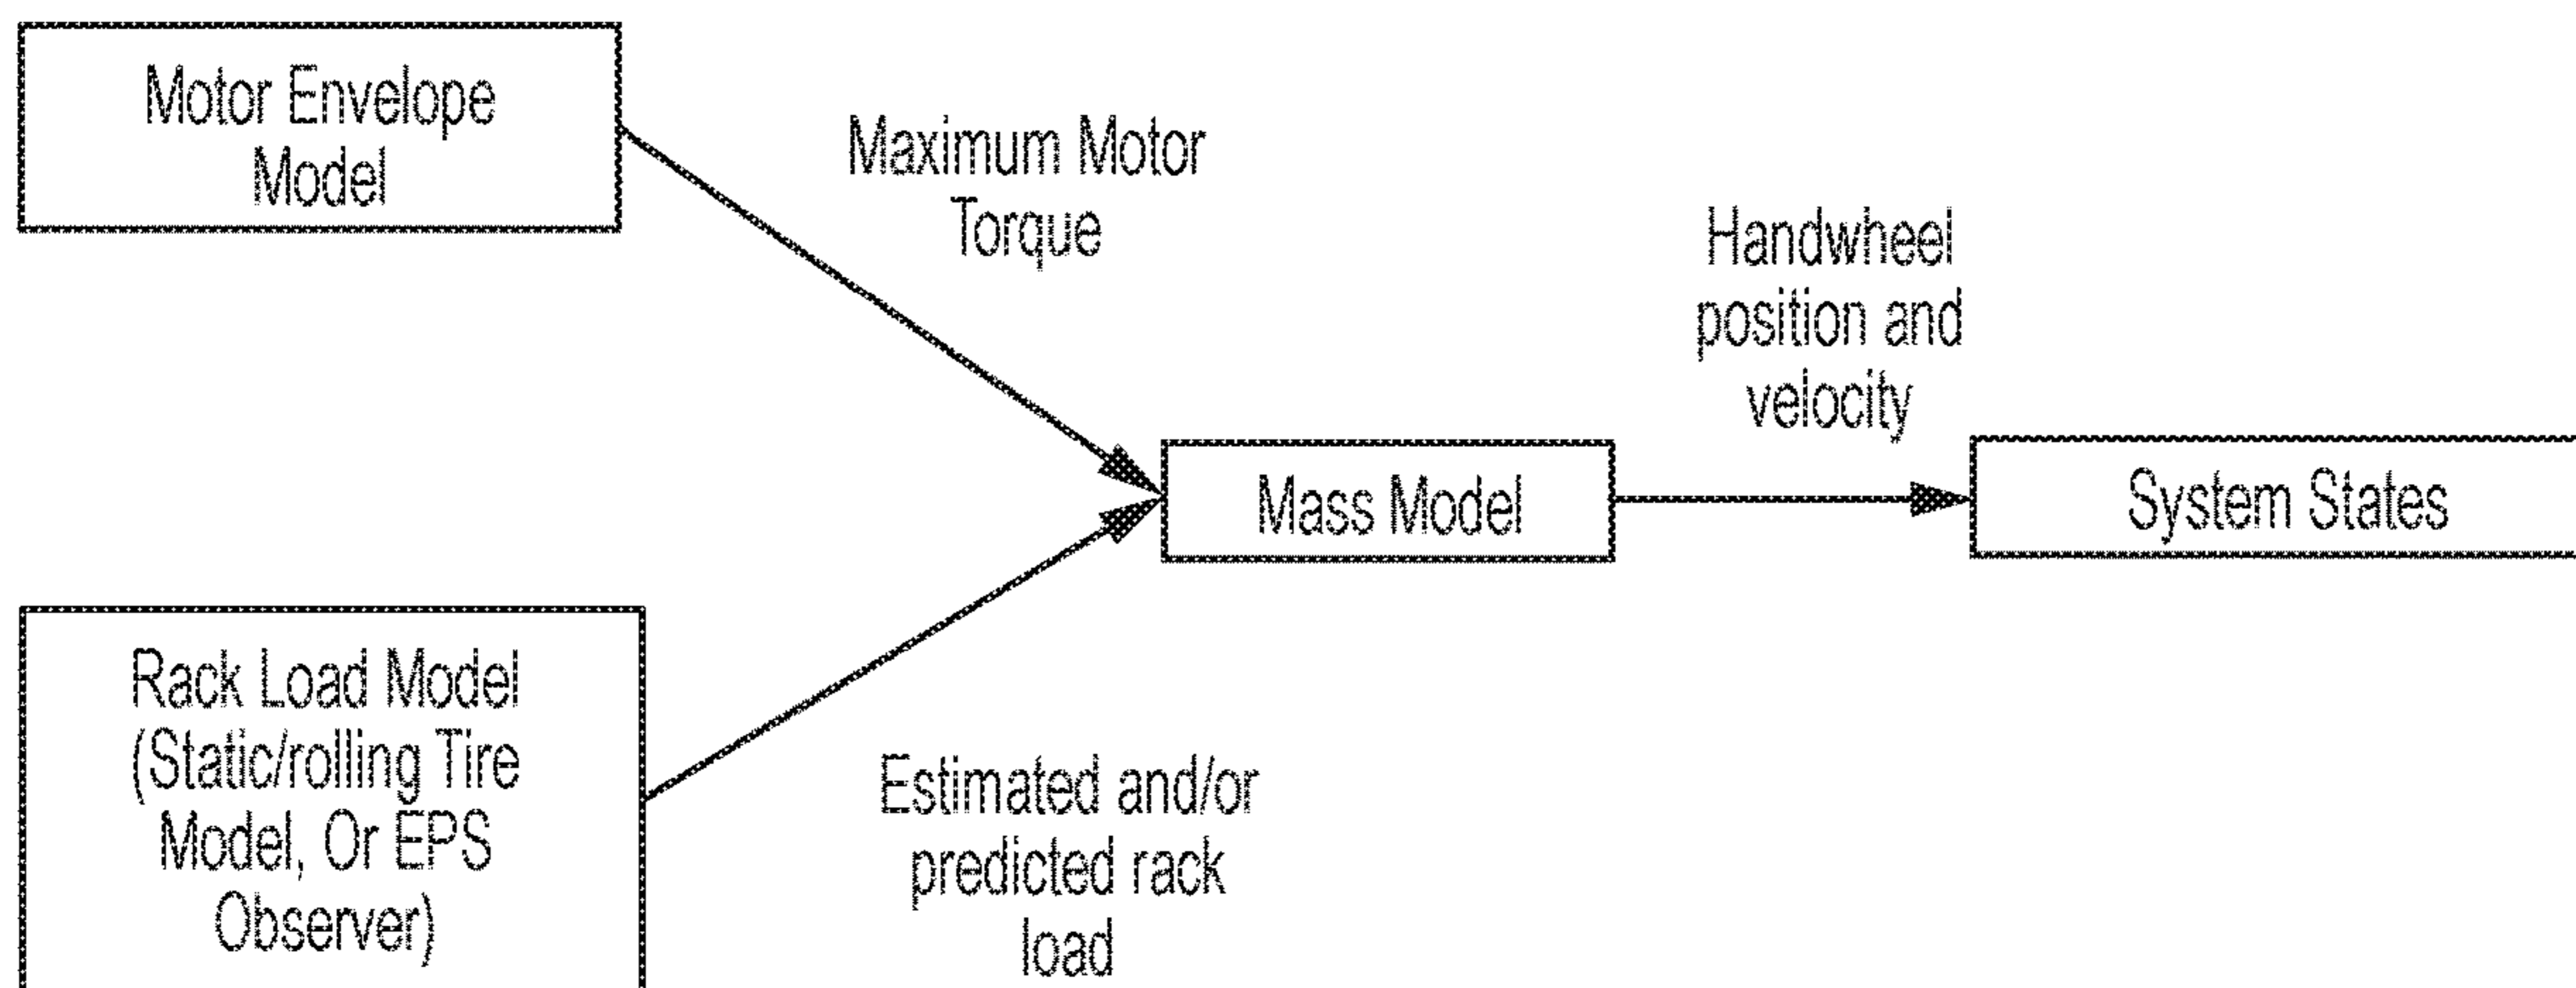 Motor Envelope
Model
Maximum Motor
Torque
Handwheel
position and
velocity
Mass Model
System States
Rack Load Model
(Static/rolling Tire
Model, Or EPS
Observer)
Estimated and/or
predicted rack
load